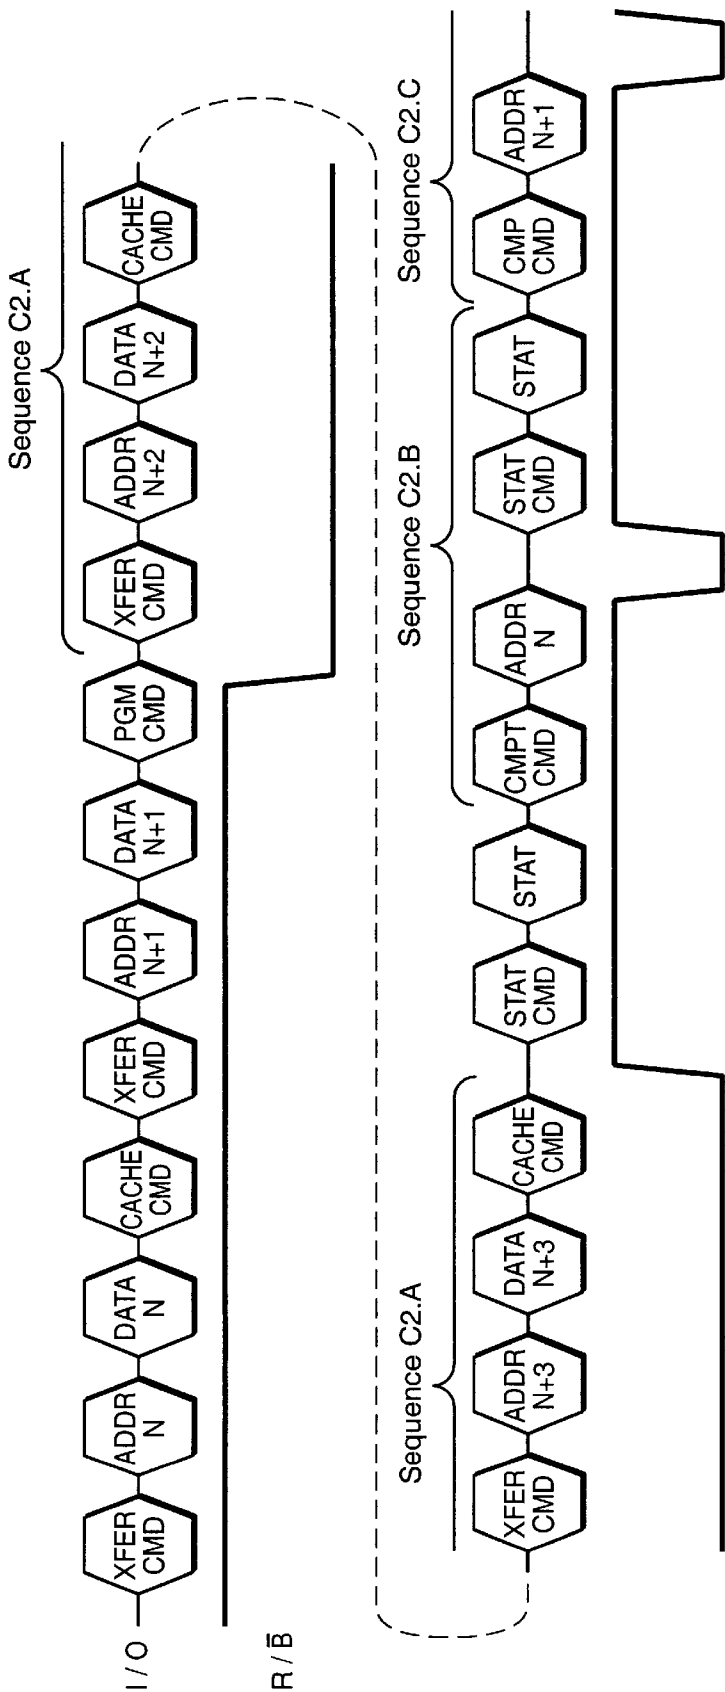 Sequence C2.A
I / O
XFER
CMD
ADDR
N
DATA
N
CACHE
CMD
XFER
CMD
ADDR
N+1
DATA
N+1
PGM
CMD
XFER
CMD
ADDR
N+2
DATA
N+2
CACHE
CMD
R / B̅
Sequence C2.A
Sequence C2.B
Sequence C2.C
XFER
CMD
ADDR
N+3
DATA
N+3
CACHE
CMD
STAT
CMD
STAT
CMPT
CMD
ADDR
N
STAT
CMD
STAT
CMP
CMD
ADDR
N+1